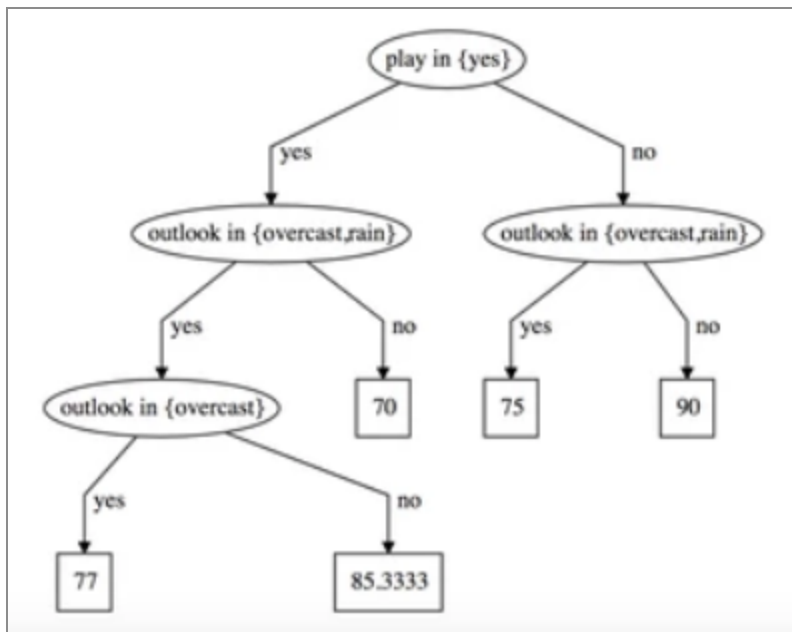 play in {yes}
yes
no
outlook in {overcast,rain}
outlook in {overcast,rain}
yes
no
yes
no
outlook in {overcast}
70
75
90
yes
no
77
85.3333